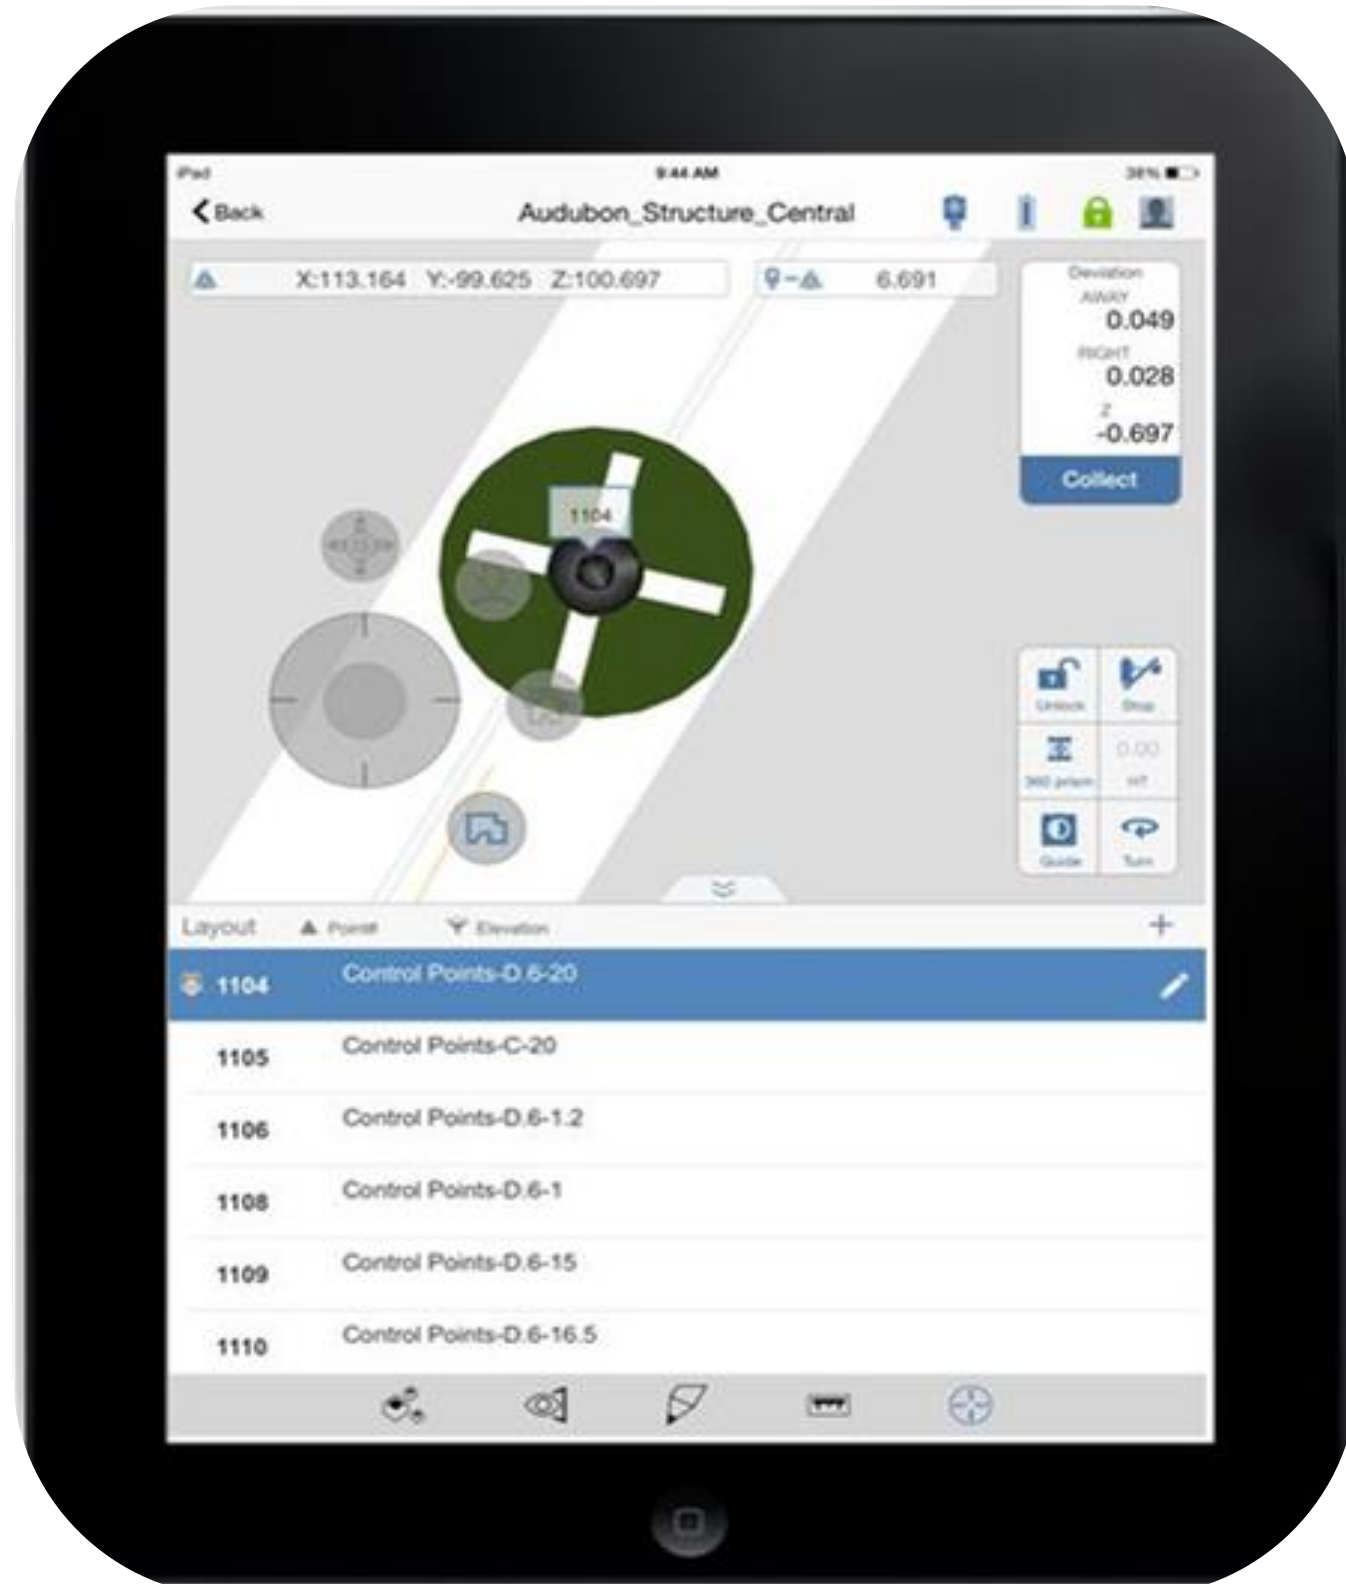 iPad
9:44 AM
38%
Back
Audubon_Structure_Central
X:113.164 Y:-99.625 Z:100.697
6.691
Deviation
AWAY
0.049
RIGHT
0.028
Z
-0.697
Collect
1104
Unlock
Stop
360 prism
0.00
HT
Guide
Turn
Layout
Point#
Elevation
1104 Control Points-D.6-20
1105 Control Points-C-20
1106 Control Points-D.6-1.2
1108 Control Points-D.6-1
1109 Control Points-D.6-15
1110 Control Points-D.6-16.5